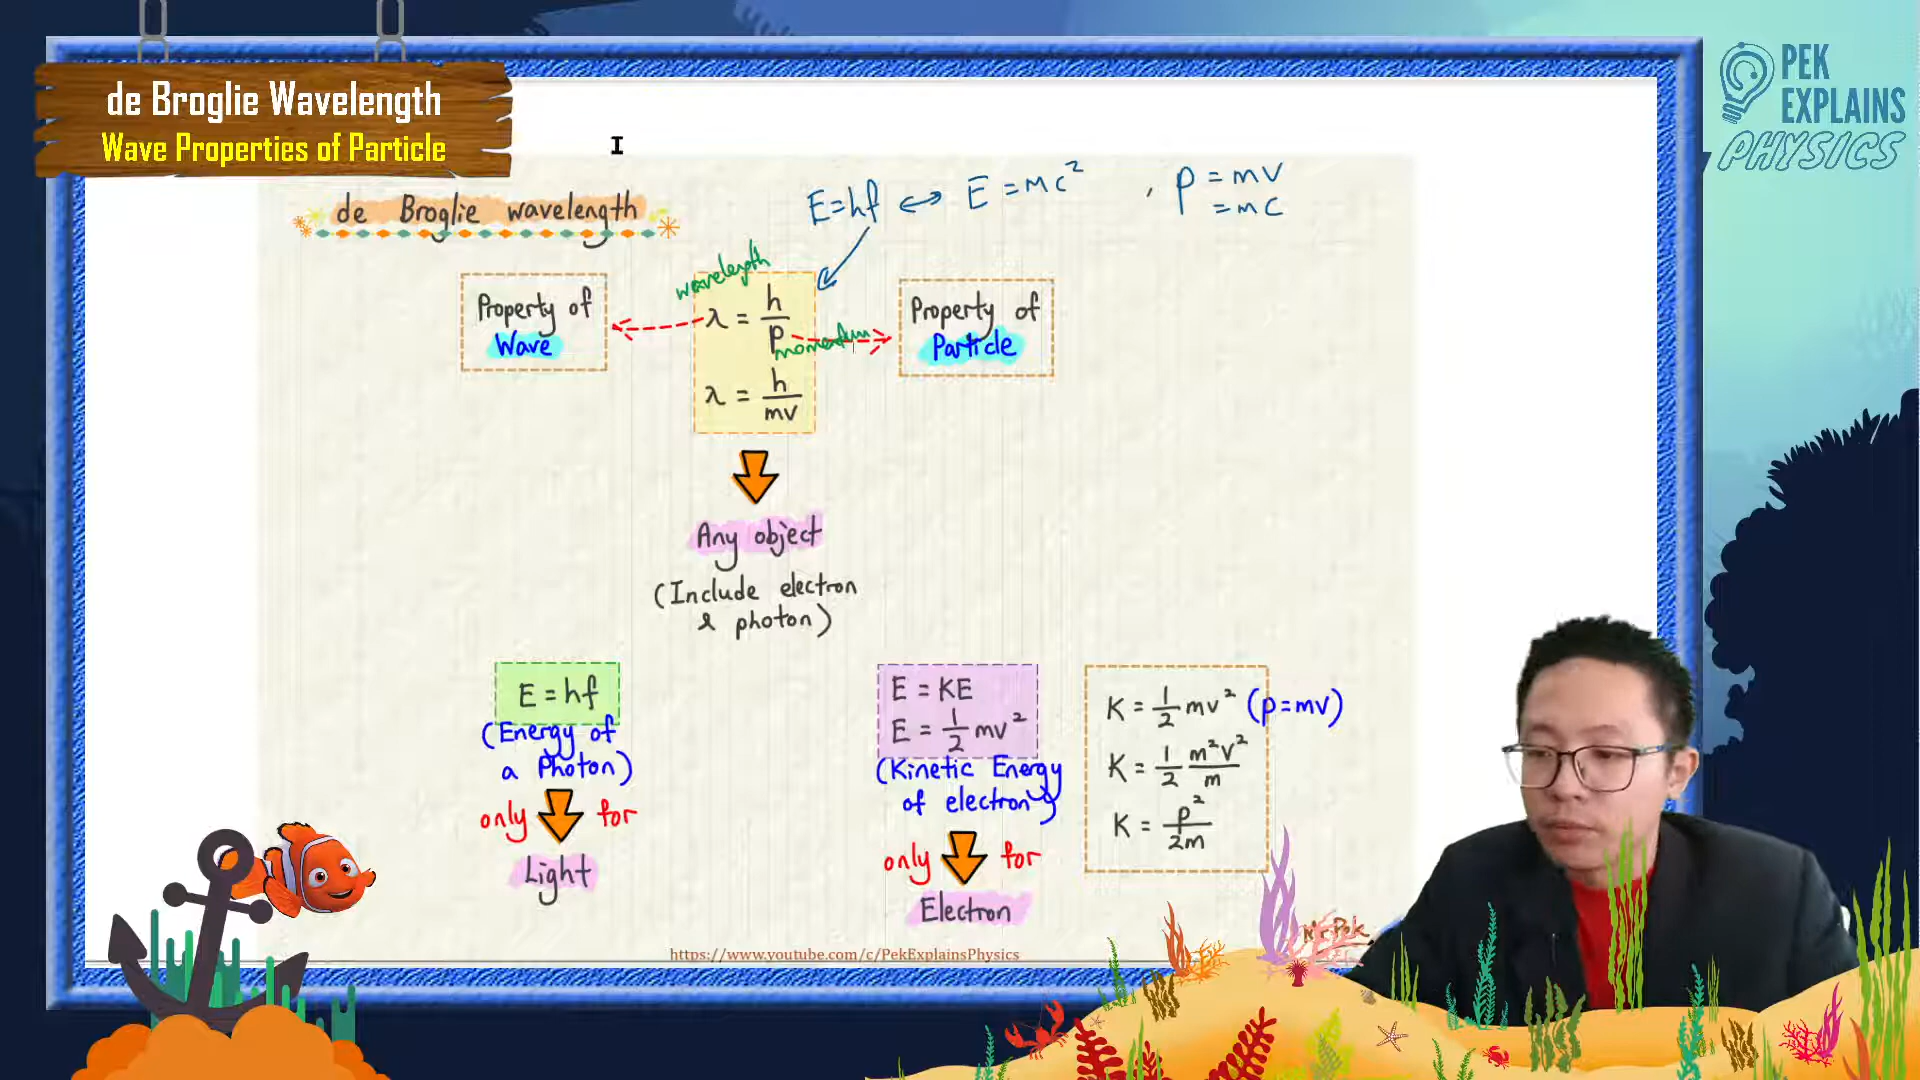 de Broglie Wavelength
Wave Properties of Particle
PEK
EXPLAINS
PHYSICS
de Broglie wavelength
E=hf ↔ E=mc²
, p = mv
= mc
wavelength
Property of
Wave
λ = h/p
momentum
λ = h/mv
Property of
Particle
Any object
(Include electron
& photon)
E = hf
(Energy of
a Photon)
only for
Light
E = KE
E = 1/2 mv²
(Kinetic Energy
of electron)
only for
Electron
K = 1/2 mv² (p=mv)
K = 1/2 m²v²/m
K = p²/2m
Mr Pek
https://www.youtube.com/c/PekExplainsPhysics